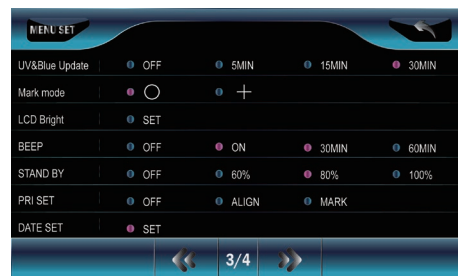 MENU SET
UV&Blue Update OFF 5MIN 15MIN 30MIN
Mark mode
LCD Bright SET
BEEP OFF ON 30MIN 60MIN
STAND BY OFF 60% 80% 100%
PRI SET OFF ALIGN MARK
DATE SET SET
3/4